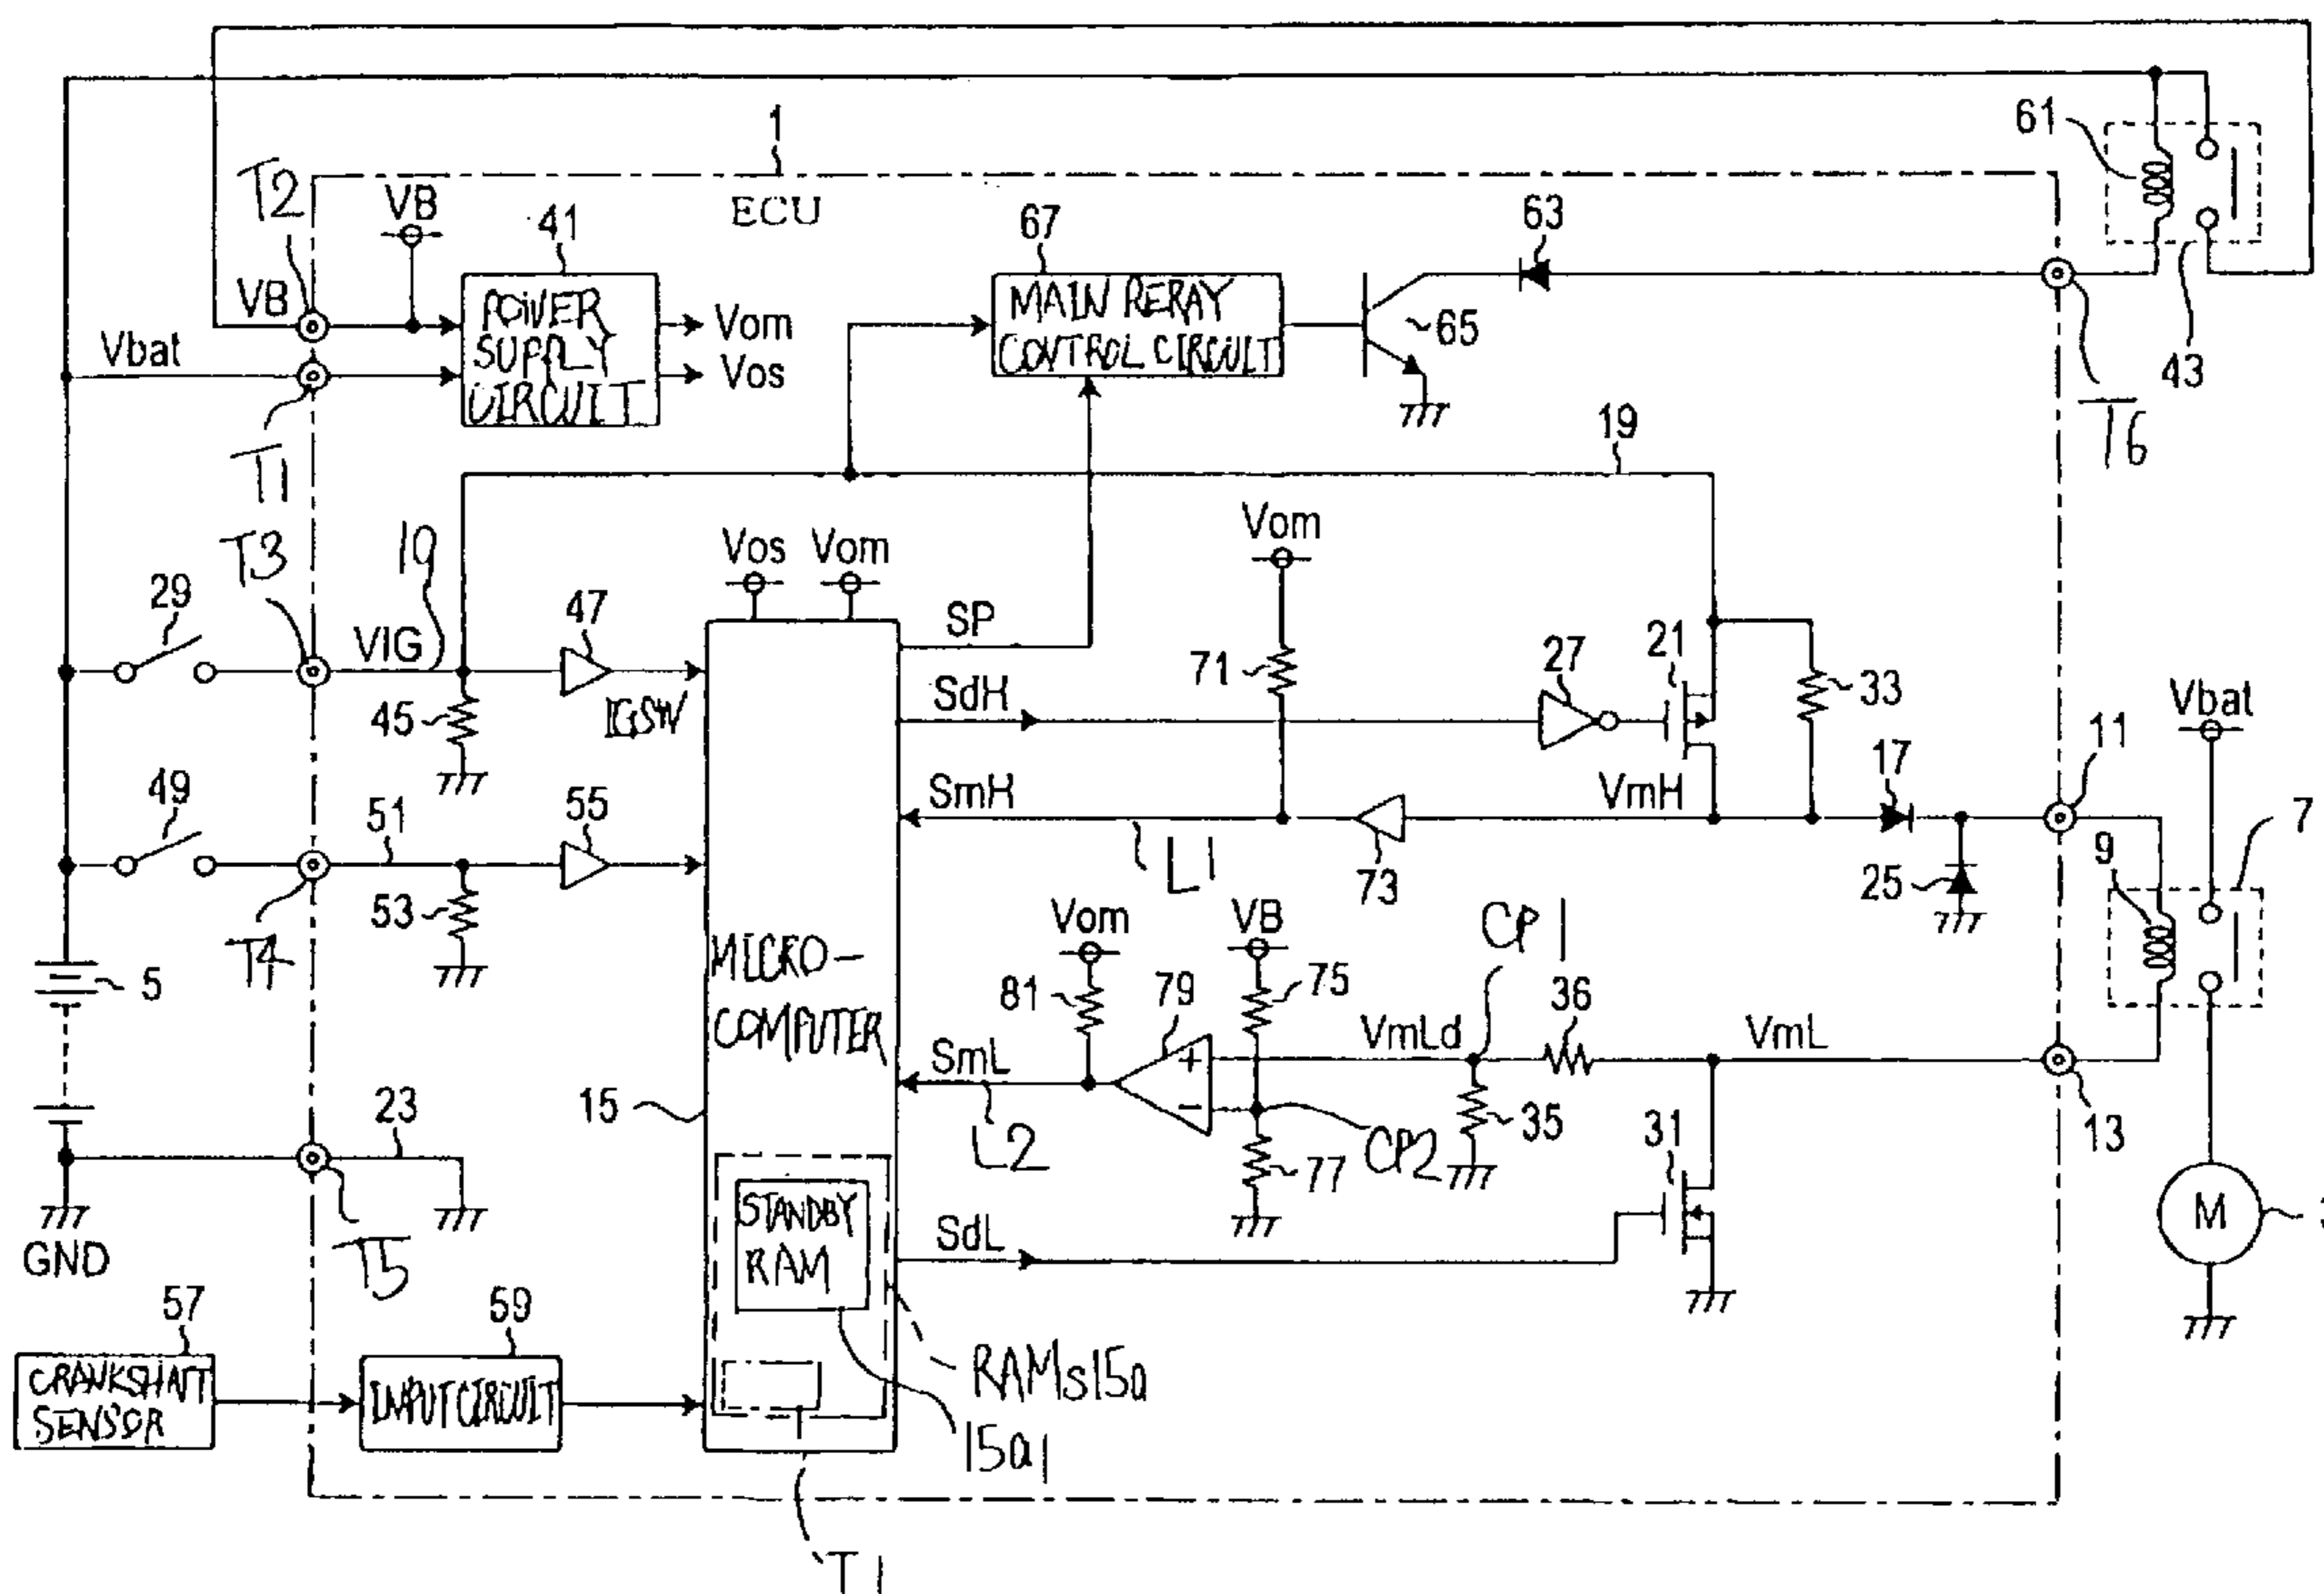 1
ECU
61
43
T6
T2
VB
VB
Vbat
T1
41
POWER
SUPPLY
CIRCUIT
Vom
Vos
67
MAIN RERAY
CONTROL CIRCUIT
65
63
19
T3
29
VIG
19
47
IGSW
45
Vos
Vom
SP
Vom
71
SdH
27
21
33
SmH
L1
73
VmH
17
25
11
Vbat
7
9
49
51
55
53
T4
5
MICRO-
COMPUTER
15
Vom
81
79
VB
75
VmLd
CP1
36
VmL
SmL
L2
+
-
77
CP2
35
31
13
M
SdL
23
T5
GND
STANDBY
RAM
RAMs15a
15a1
57
CRANKSHAFT
SENSOR
59
INPUT CIRCUIT
T1